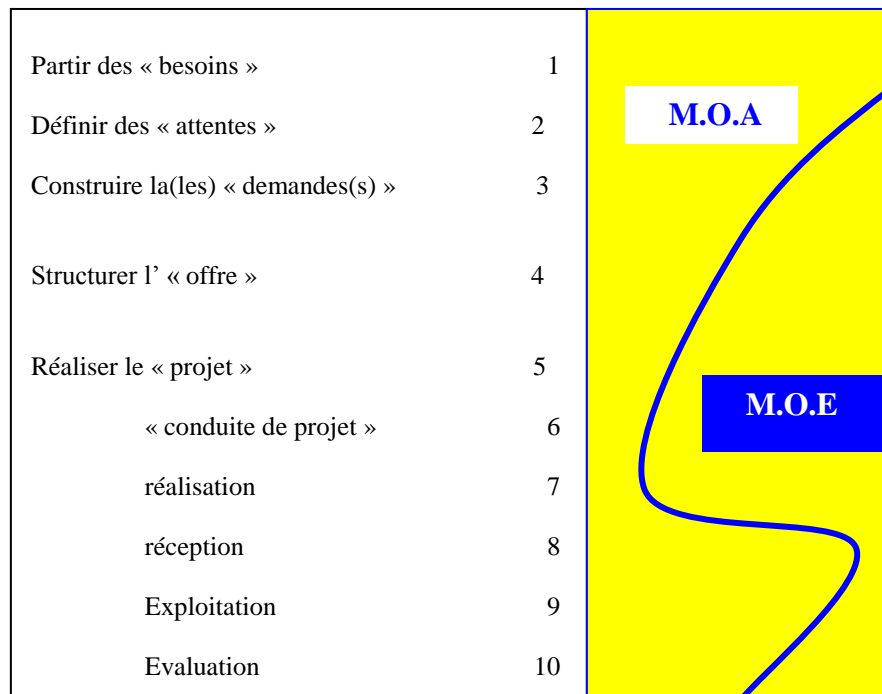 Partir des « besoins » 1
M.O.A
Définir des « attentes » 2
Construire la(les) « demandes(s) » 3
Structurer l' « offre » 4
Réaliser le « projet » 5
M.O.E
« conduite de projet » 6
réalisation 7
réception 8
Exploitation 9
Evaluation 10